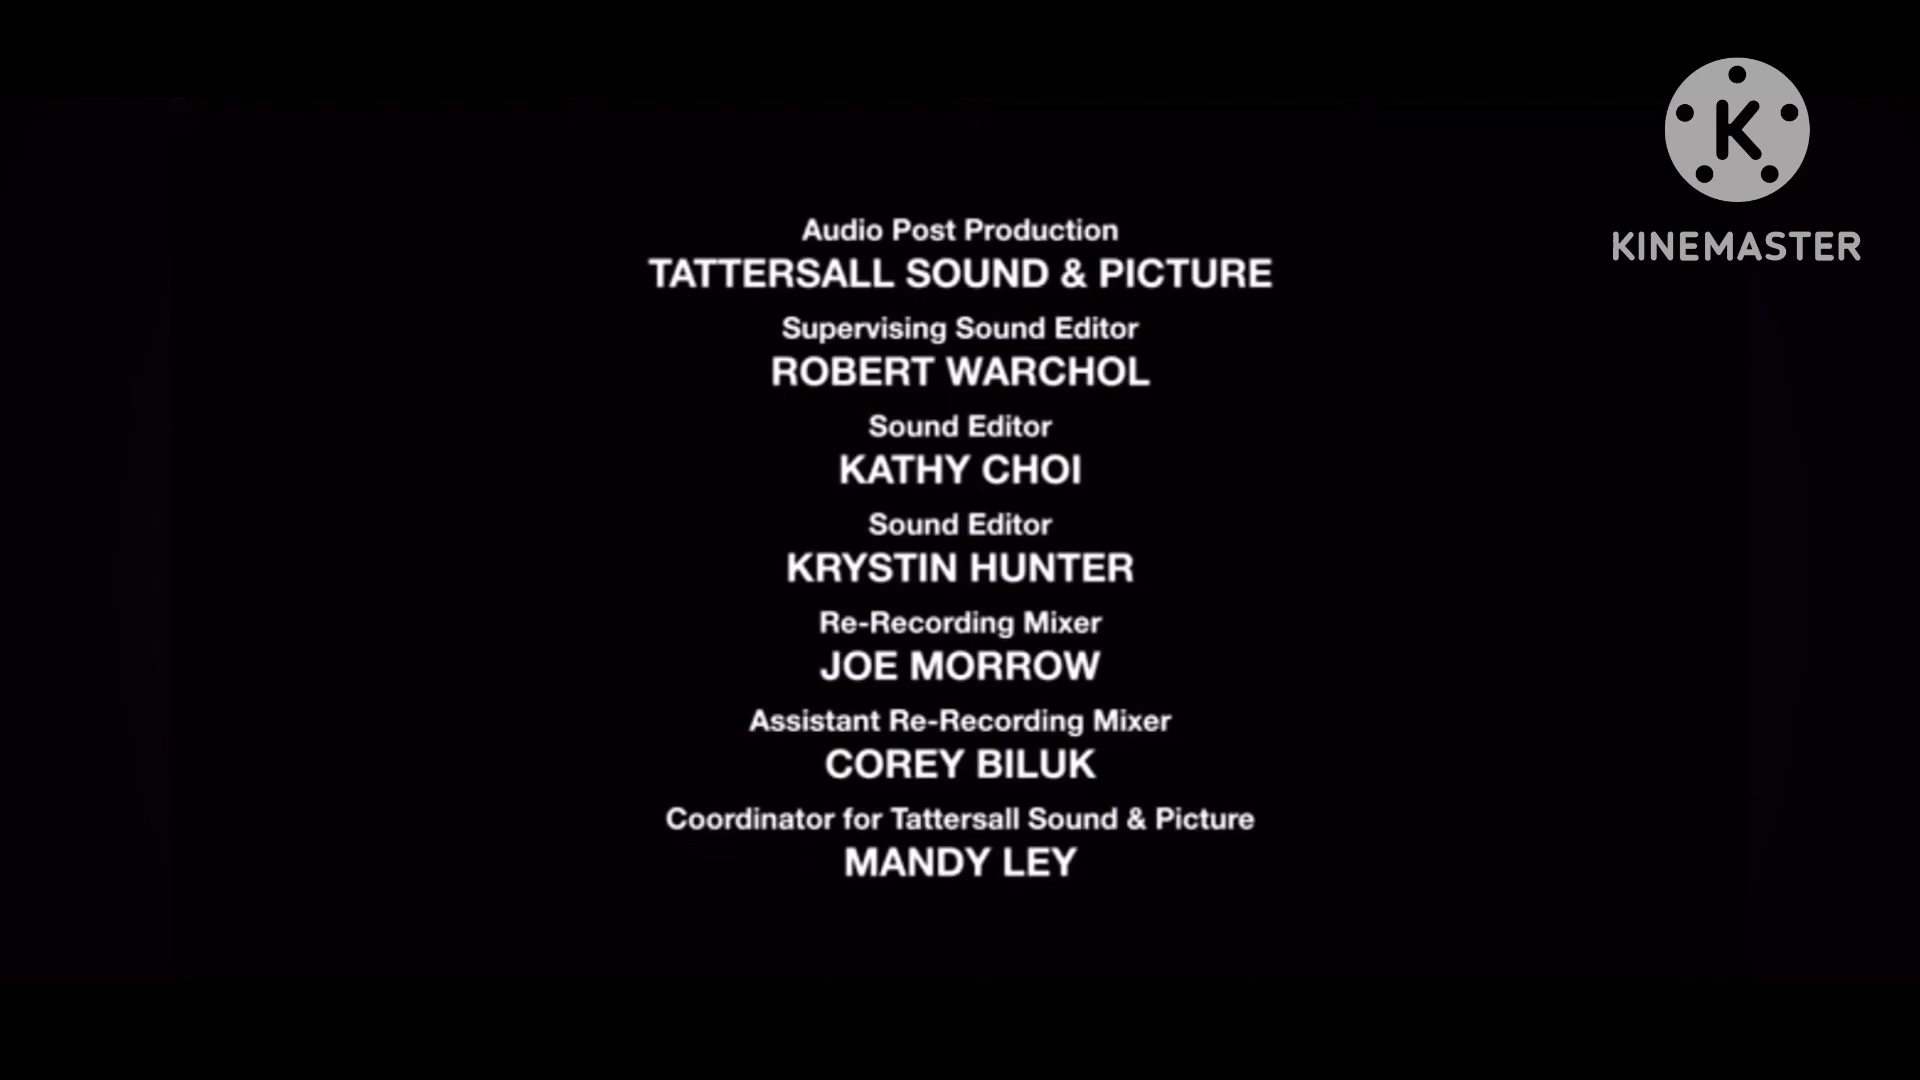 Audio Post Production
TATTERSALL SOUND & PICTURE
Supervising Sound Editor
ROBERT WARCHOL
Sound Editor
KATHY CHOI
Sound Editor
KRYSTIN HUNTER
Re-Recording Mixer
JOE MORROW
Assistant Re-Recording Mixer
COREY BILUK
Coordinator for Tattersall Sound & Picture
MANDY LEY
K
KINEMASTER